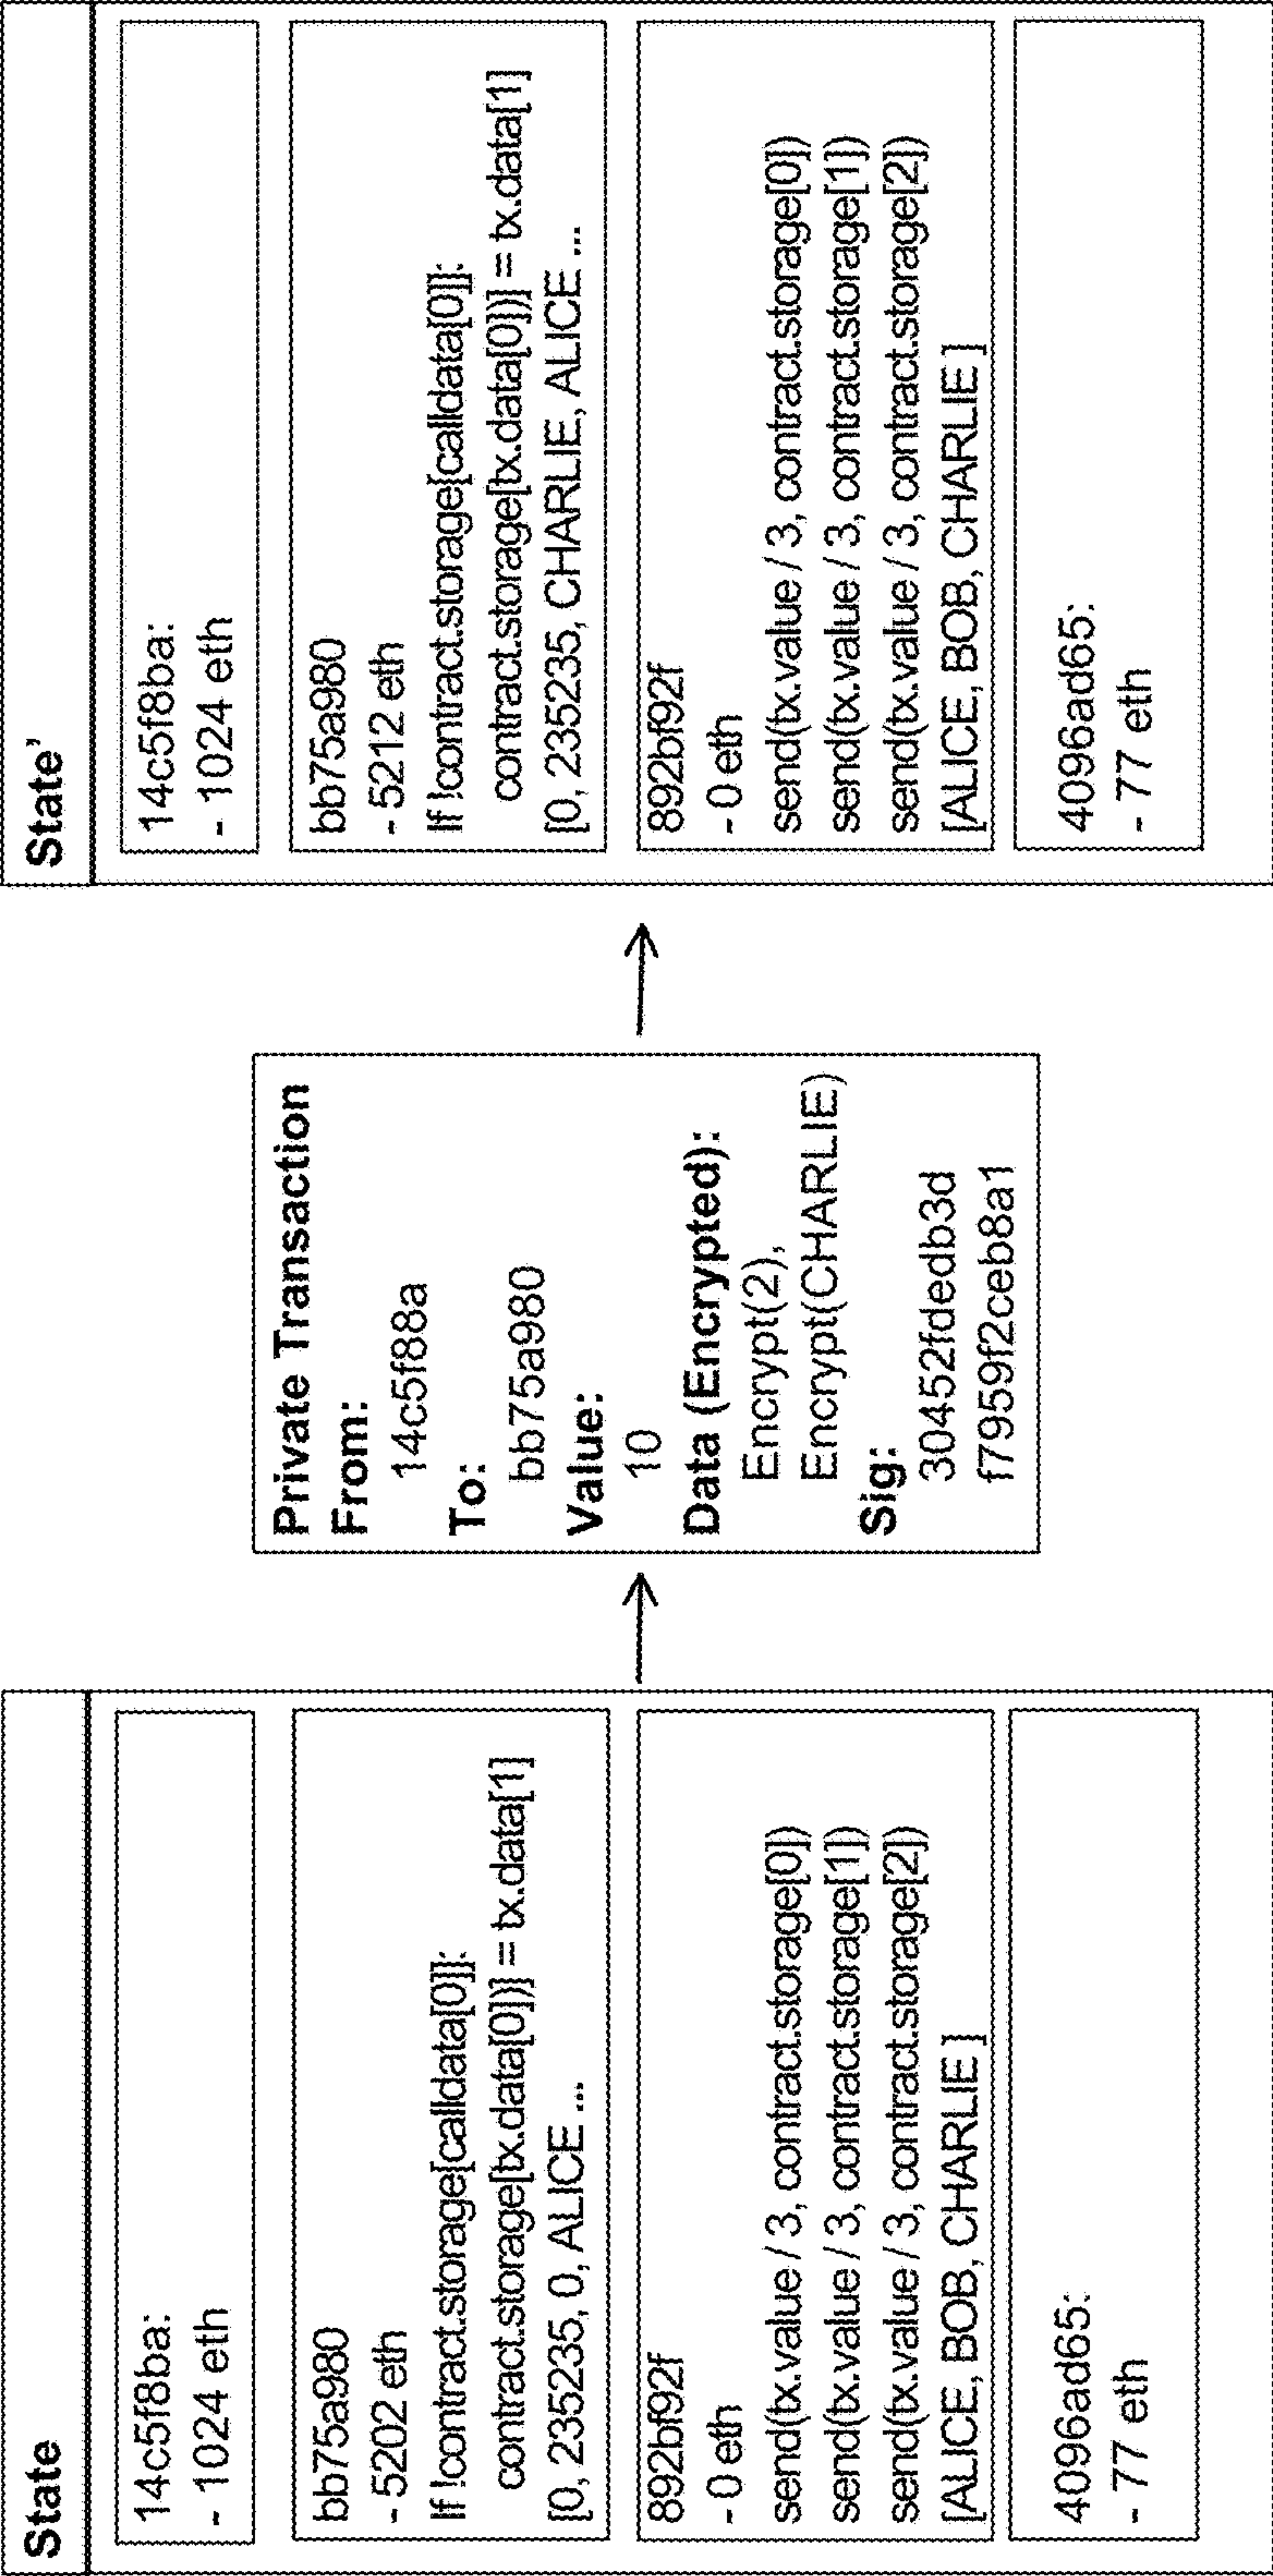 State
14c5f8ba:
- 1024 eth
bb75a980
- 5202 eth
If !contract.storage[calldata[0]]:
contract.storage[tx.data[0])] = tx.data[1]
[0, 235235, 0, ALICE ...
892bf92f
- 0 eth
send(tx.value / 3, contract.storage[0])
send(tx.value / 3, contract.storage[1])
send(tx.value / 3, contract.storage[2])
[ALICE, BOB, CHARLIE ]
4096ad65:
- 77 eth
Private Transaction
From:
14c5f88a
To:
bb75a980
Value:
10
Data (Encrypted):
Encrypt(2),
Encrypt(CHARLIE)
Sig:
30452fdedb3d
f7959f2ceb8a1
State'
14c5f8ba:
- 1024 eth
bb75a980
- 5212 eth
If !contract.storage[calldata[0]]:
contract.storage[tx.data[0])] = tx.data[1]
[0, 235235, CHARLIE, ALICE ...
892bf92f
- 0 eth
send(tx.value / 3, contract.storage[0])
send(tx.value / 3, contract.storage[1])
send(tx.value / 3, contract.storage[2])
[ALICE, BOB, CHARLIE ]
4096ad65:
- 77 eth